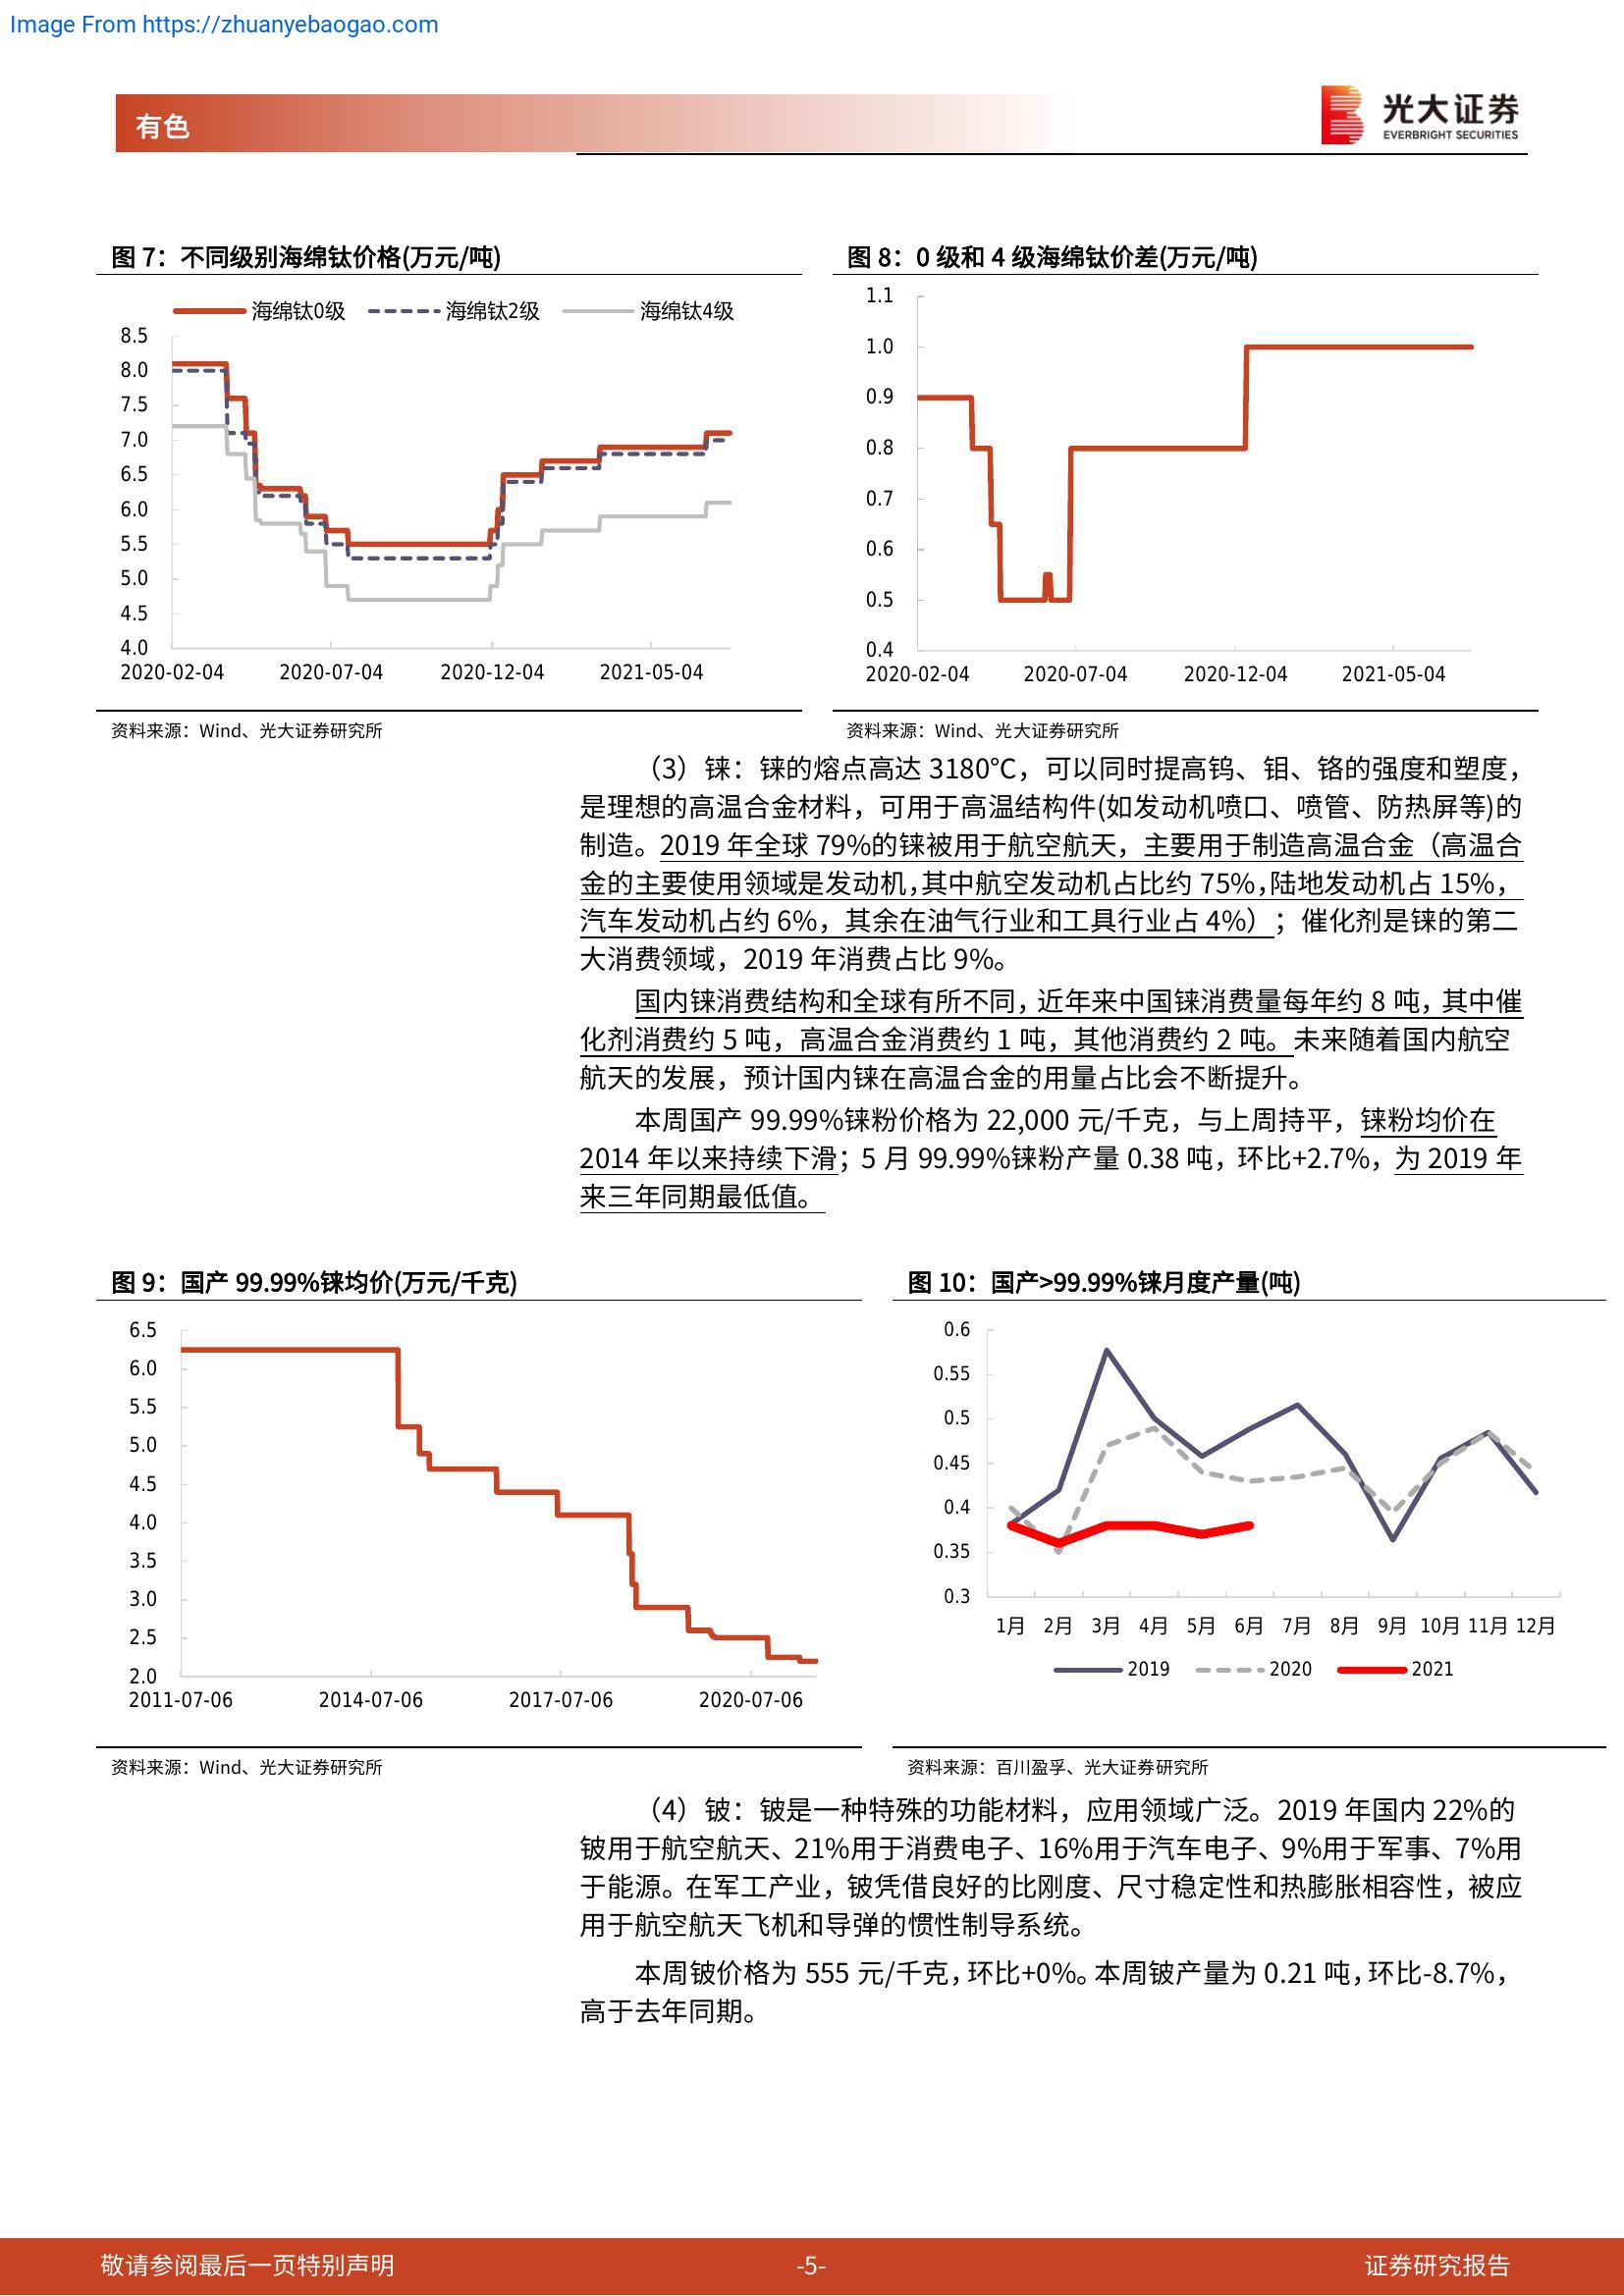 Image From https://zhuanyebaogao.com
有色
光大证券
EVERBRIGHT SECURITIES
图 7：不同级别海绵钛价格(万元/吨)
海绵钛0级 海绵钛2级 海绵钛4级
8.5
8.0
7.5
7.0
6.5
6.0
5.5
5.0
4.5
4.0
2020-02-04 2020-07-04 2020-12-04 2021-05-04
资料来源：Wind、光大证券研究所
图 8：0 级和 4 级海绵钛价差(万元/吨)
1.1
1.0
0.9
0.8
0.7
0.6
0.5
0.4
2020-02-04 2020-07-04 2020-12-04 2021-05-04
资料来源：Wind、光大证券研究所
（3）铼：铼的熔点高达 3180℃，可以同时提高钨、钼、铬的强度和塑度，
是理想的高温合金材料，可用于高温结构件(如发动机喷口、喷管、防热屏等)的
制造。2019 年全球 79%的铼被用于航空航天，主要用于制造高温合金（高温合
金的主要使用领域是发动机，其中航空发动机占比约 75%，陆地发动机占 15%，
汽车发动机占约 6%，其余在油气行业和工具行业占 4%）；催化剂是铼的第二
大消费领域，2019 年消费占比 9%。
国内铼消费结构和全球有所不同，近年来中国铼消费量每年约 8 吨，其中催
化剂消费约 5 吨，高温合金消费约 1 吨，其他消费约 2 吨。未来随着国内航空
航天的发展，预计国内铼在高温合金的用量占比会不断提升。
本周国产 99.99%铼粉价格为 22,000 元/千克，与上周持平，铼粉均价在
2014 年以来持续下滑；5 月 99.99%铼粉产量 0.38 吨，环比+2.7%，为 2019 年
来三年同期最低值。
图 9：国产 99.99%铼均价(万元/千克)
6.5
6.0
5.5
5.0
4.5
4.0
3.5
3.0
2.5
2.0
2011-07-06 2014-07-06 2017-07-06 2020-07-06
资料来源：Wind、光大证券研究所
图 10：国产>99.99%铼月度产量(吨)
0.6
0.55
0.5
0.45
0.4
0.35
0.3
1月 2月 3月 4月 5月 6月 7月 8月 9月 10月 11月 12月
2019 2020 2021
资料来源：百川盈孚、光大证券研究所
（4）铍：铍是一种特殊的功能材料，应用领域广泛。2019 年国内 22%的
铍用于航空航天、21%用于消费电子、16%用于汽车电子、9%用于军事、7%用
于能源。在军工产业，铍凭借良好的比刚度、尺寸稳定性和热膨胀相容性，被应
用于航空航天飞机和导弹的惯性制导系统。
本周铍价格为 555 元/千克，环比+0%。本周铍产量为 0.21 吨，环比-8.7%，
高于去年同期。
敬请参阅最后一页特别声明
-5-
证券研究报告